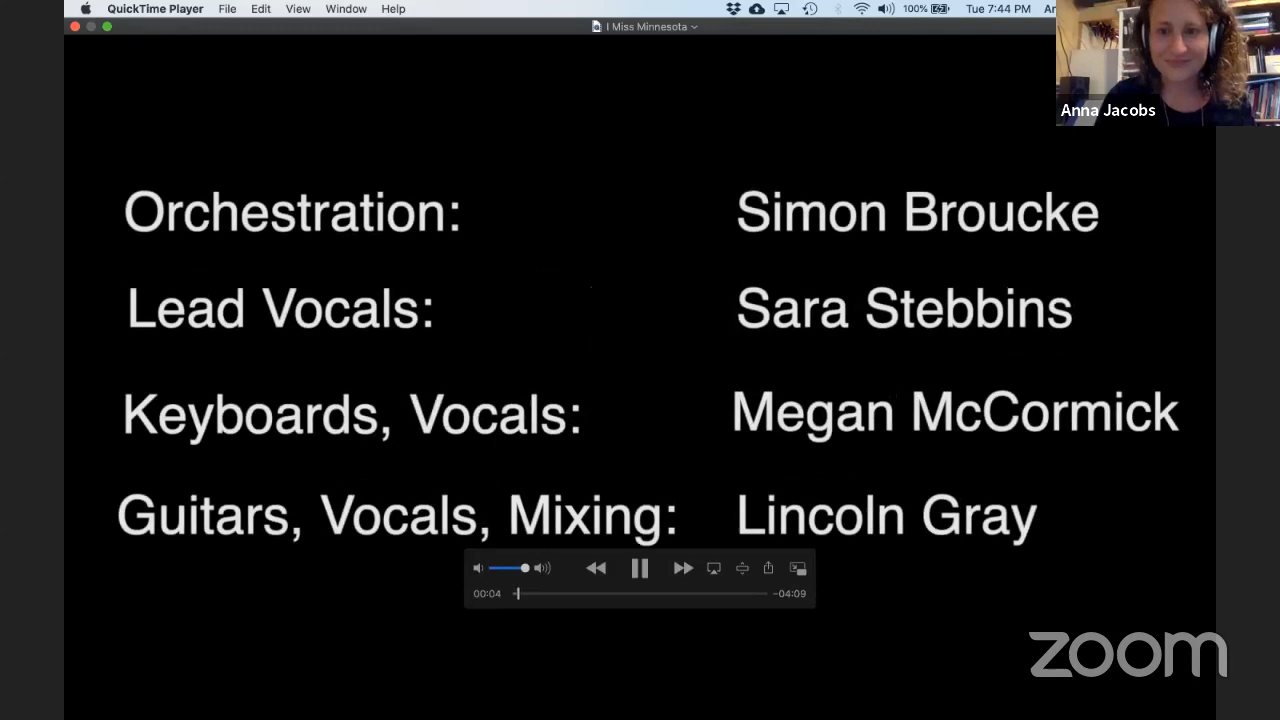 QuickTime Player File Edit View Window Help 100% Tue 7:44 PM
I Miss Minnesota
Anna Jacobs
Orchestration: Simon Broucke
Lead Vocals: Sara Stebbins
Keyboards, Vocals: Megan McCormick
Guitars, Vocals, Mixing: Lincoln Gray
00:04 -04:09
zoom